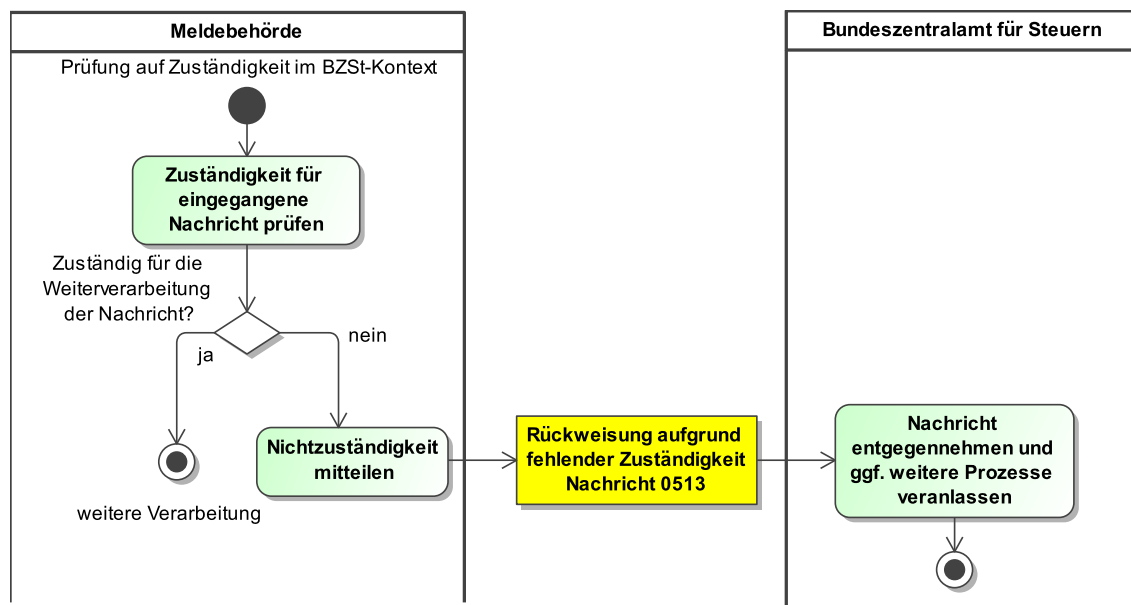 Meldebehörde
Bundeszentralamt für Steuern
Prüfung auf Zuständigkeit im BZSt-Kontext
Zuständigkeit für
eingegangene
Nachricht prüfen
Zuständig für die
Weiterverarbeitung
der Nachricht?
ja
nein
Nichtzuständigkeit
mitteilen
weitere Verarbeitung
Rückweisung aufgrund
fehlender Zuständigkeit
Nachricht 0513
Nachricht
entgegennehmen und
ggf. weitere Prozesse
veranlassen